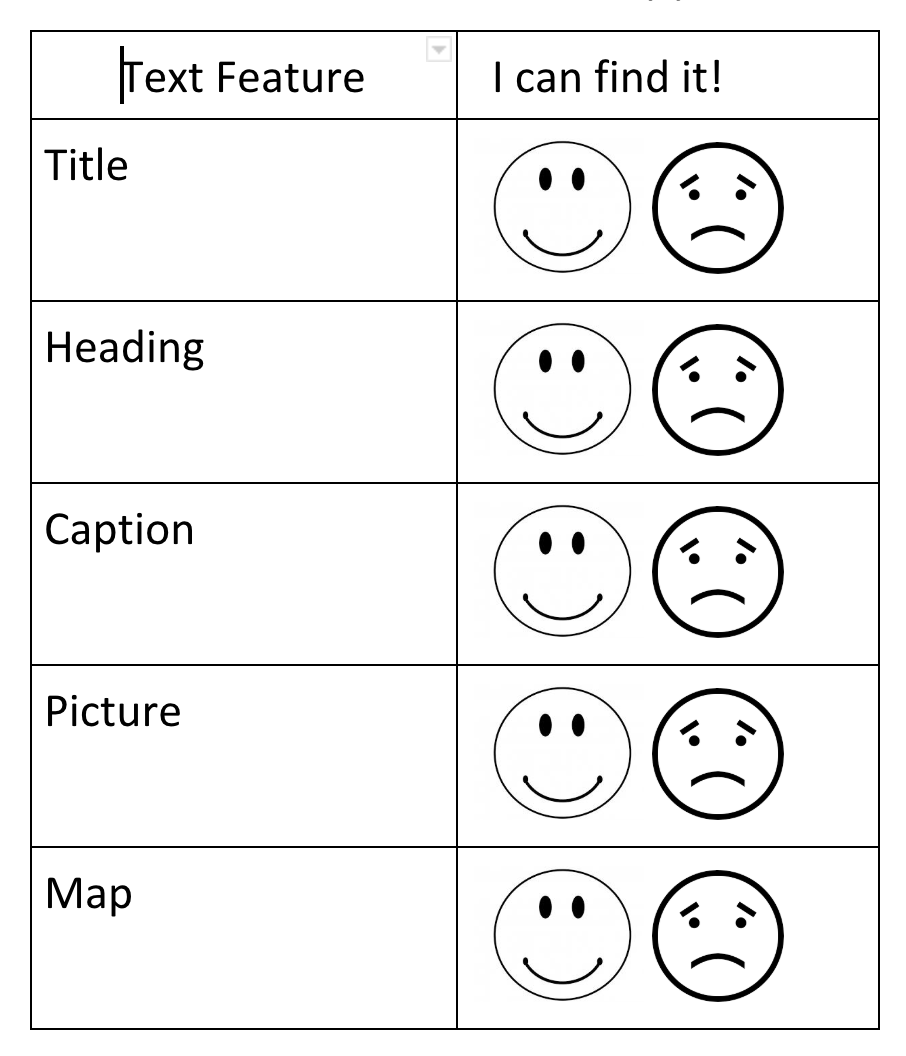 Text Feature
I can find it!
Title
Heading
Caption
Picture
Map